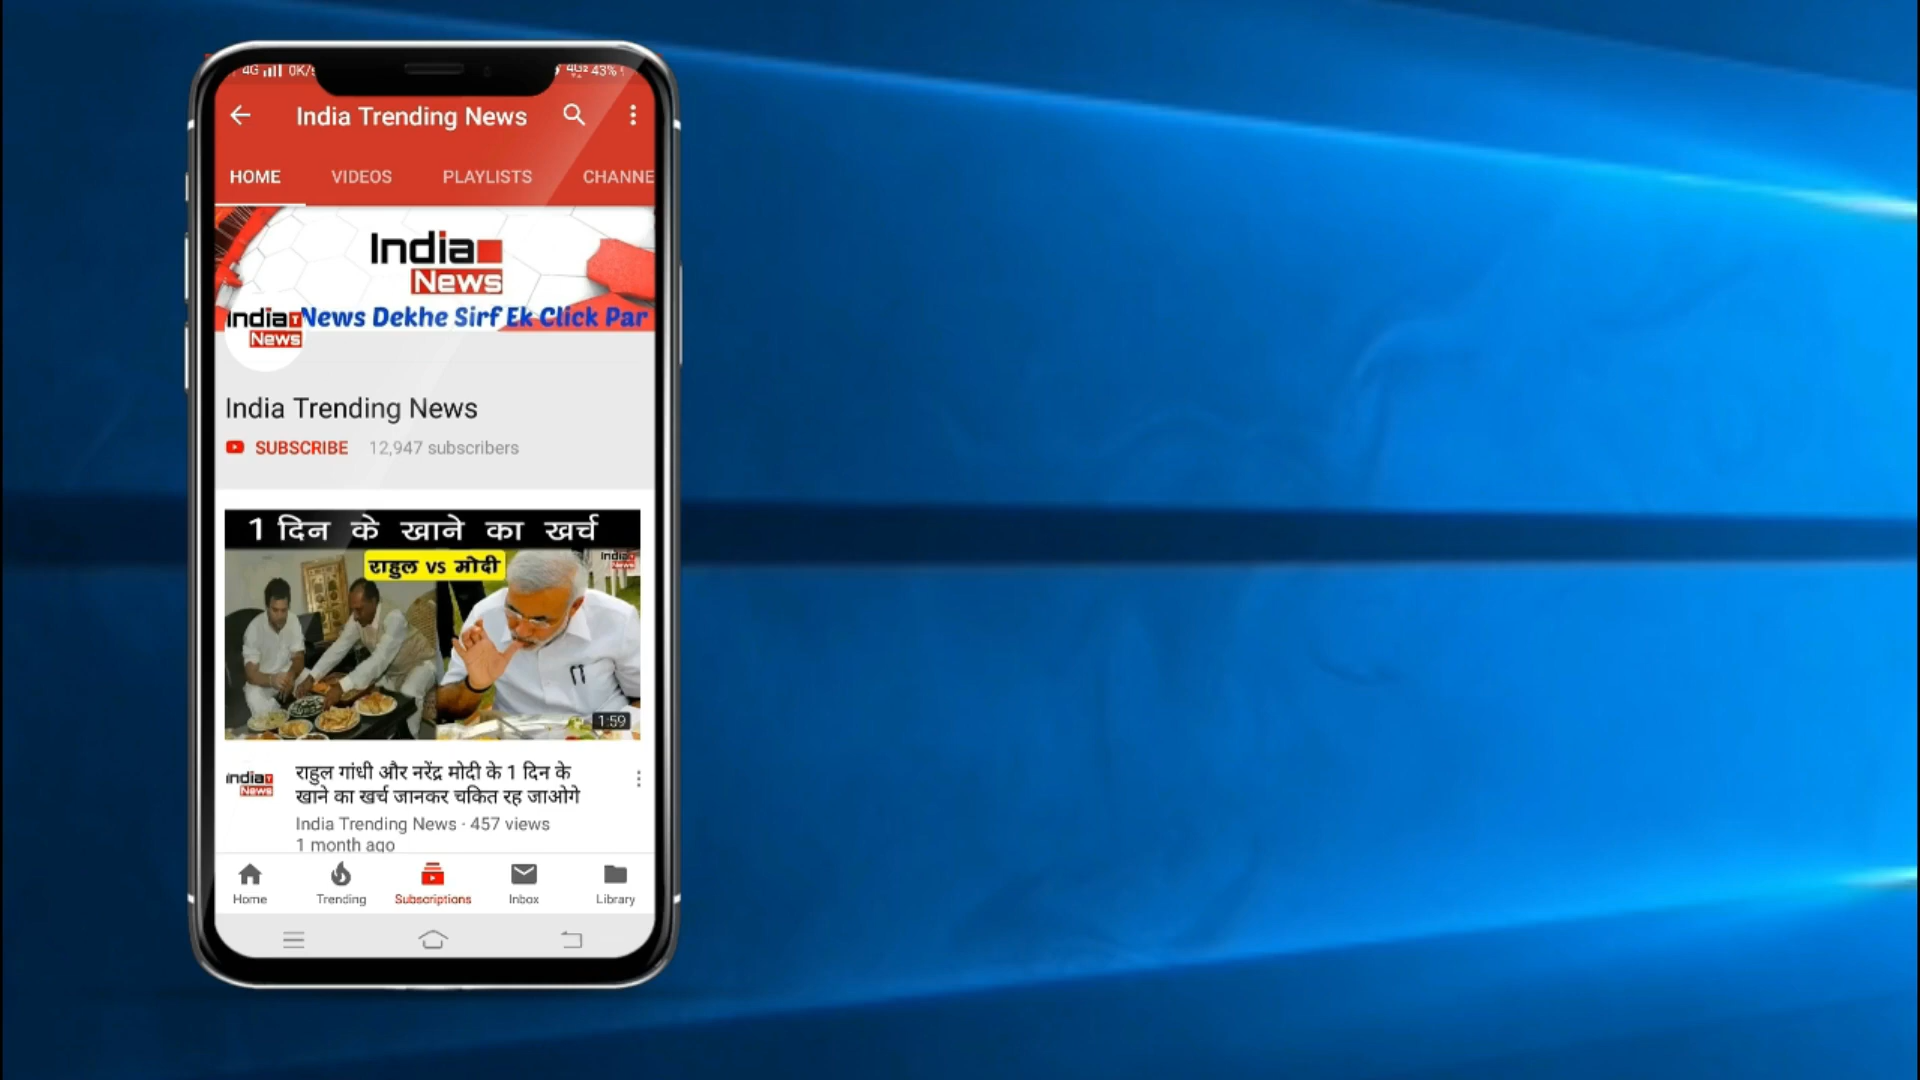 4G 0K/s 4G 43%
India Trending News
HOME VIDEOS PLAYLISTS CHANNE
India
News
News Dekhe Sirf Ek Click Par
India T
News
India Trending News
SUBSCRIBE 12,947 subscribers
1 दिन के खाने का खर्च
राहुल vs मोदी
India
News
1:59
India T
News
राहुल गांधी और नरेंद्र मोदी के 1 दिन के
खाने का खर्च जानकर चकित रह जाओगे
India Trending News · 457 views
1 month ago
Home Trending Subscriptions Inbox Library